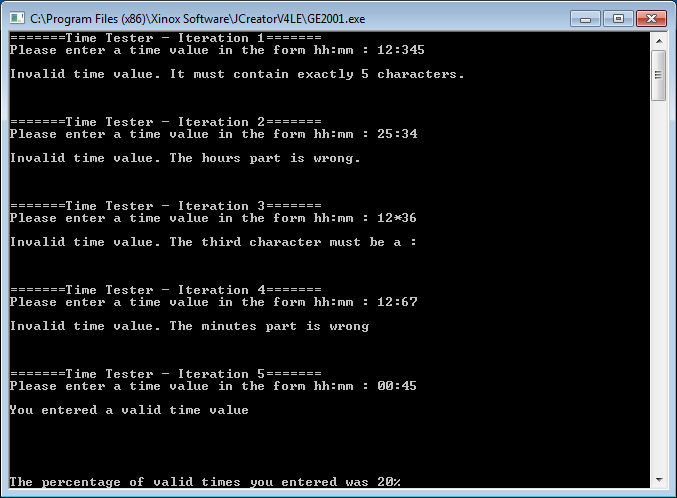 C:\Program Files (x86)\Xinox Software\JCreatorV4LE\GE2001.exe
=======Time Tester - Iteration 1=======
Please enter a time value in the form hh:mm : 12:345
Invalid time value. It must contain exactly 5 characters.
=======Time Tester - Iteration 2=======
Please enter a time value in the form hh:mm : 25:34
Invalid time value. The hours part is wrong.
=======Time Tester - Iteration 3=======
Please enter a time value in the form hh:mm : 12*36
Invalid time value. The third character must be a :
=======Time Tester - Iteration 4=======
Please enter a time value in the form hh:mm : 12:67
Invalid time value. The minutes part is wrong
=======Time Tester - Iteration 5=======
Please enter a time value in the form hh:mm : 00:45
You entered a valid time value
The percentage of valid times you entered was 20%